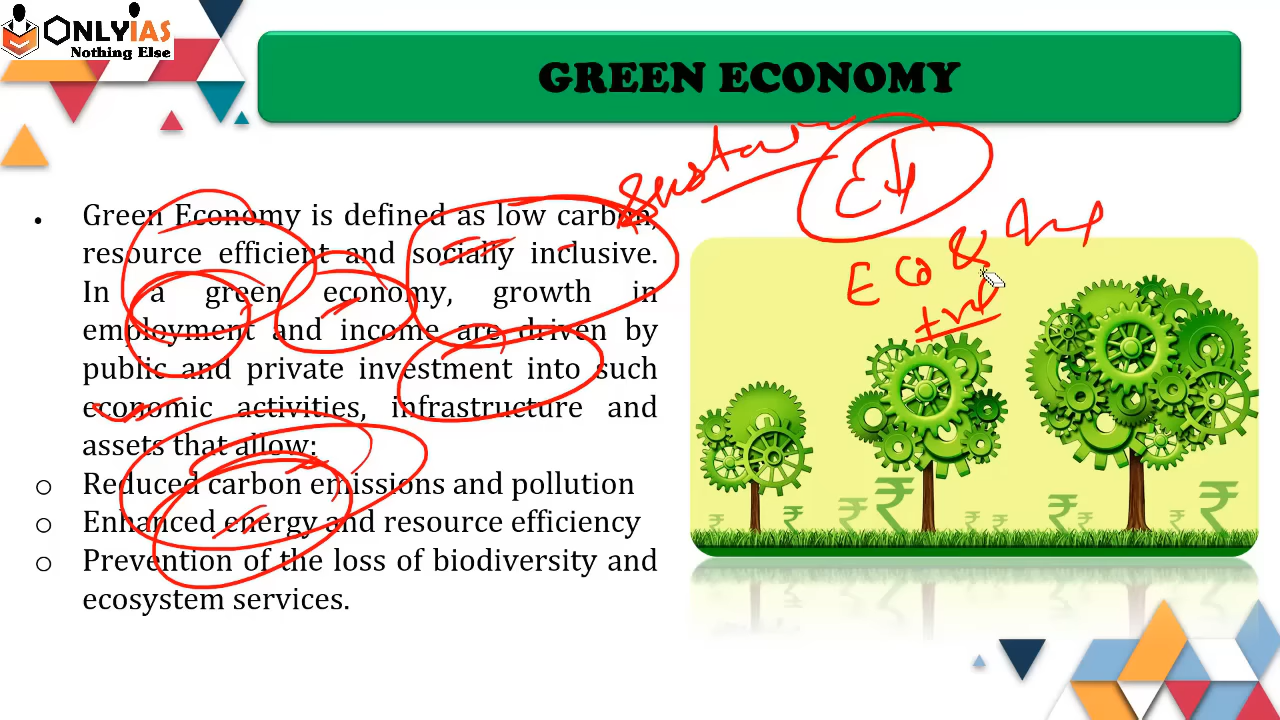 ONLYIAS
Nothing Else
GREEN ECONOMY
• Green Economy is defined as low carbon,
resource efficient and socially inclusive.
In a green economy, growth in
employment and income are driven by
public and private investment into such
economic activities, infrastructure and
assets that allow:
o Reduced carbon emissions and pollution
o Enhanced energy and resource efficiency
o Prevention of the loss of biodiversity and
ecosystem services.
₹ ₹ ₹ ₹ ₹ ₹ ₹ ₹